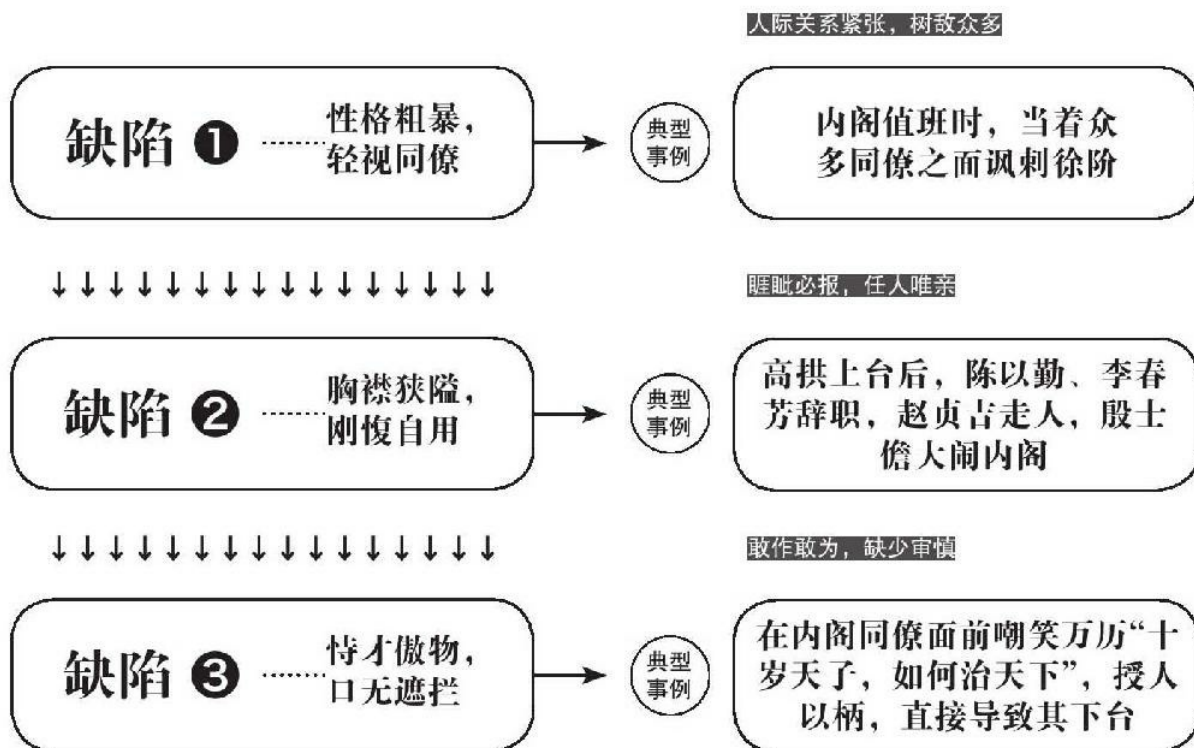 人际关系紧张，树敌众多
缺陷 ❶ ……性格粗暴，
轻视同僚
典型
事例
内阁值班时，当着众
多同僚之面讽刺徐阶
↓↓↓↓↓↓↓↓↓↓↓↓↓↓↓↓
睚眦必报，任人唯亲
缺陷 ❷ ……胸襟狭隘，
刚愎自用
典型
事例
高拱上台后，陈以勤、李春
芳辞职，赵贞吉走人，殷士
儋大闹内阁
↓↓↓↓↓↓↓↓↓↓↓↓↓↓↓↓
敢作敢为，缺少审慎
缺陷 ❸ ……恃才傲物，
口无遮拦
典型
事例
在内阁同僚面前嘲笑万历“十
岁天子，如何治天下”，授人
以柄，直接导致其下台